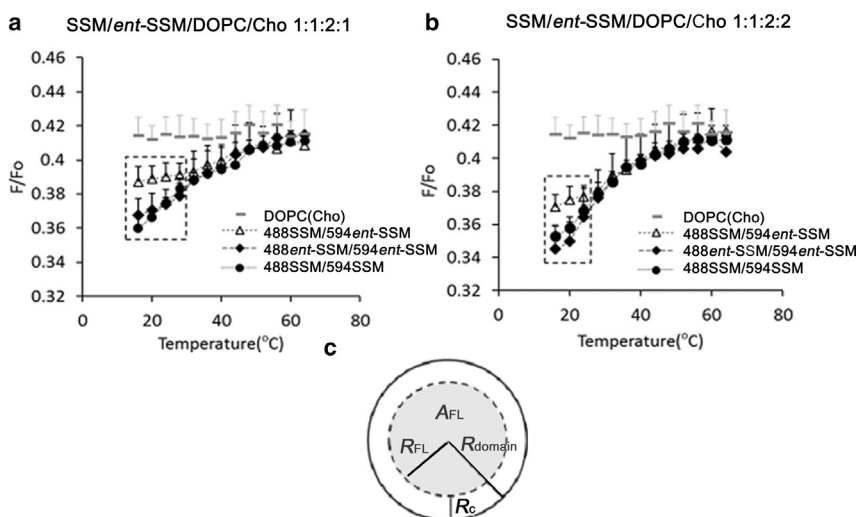 a SSM/ent-SSM/DOPC/Cho 1:1:2:1
0.46
0.44
0.42
0.4
0.38
0.36
0.34
0.32
F/Fo
0 20 40 60 80
Temperature(°C)
DOPC(Cho)
488SSM/594ent-SSM
488ent-SSM/594ent-SSM
488SSM/594SSM
b SSM/ent-SSM/DOPC/Cho 1:1:2:2
0.46
0.44
0.42
0.4
0.38
0.36
0.34
0.32
F/Fo
0 20 40 60 80
Temperature(°C)
DOPC(Cho)
488SSM/594ent-SSM
488ent-SSM/594ent-SSM
488SSM/594SSM
c
AFL
RFL Rdomain
Rc